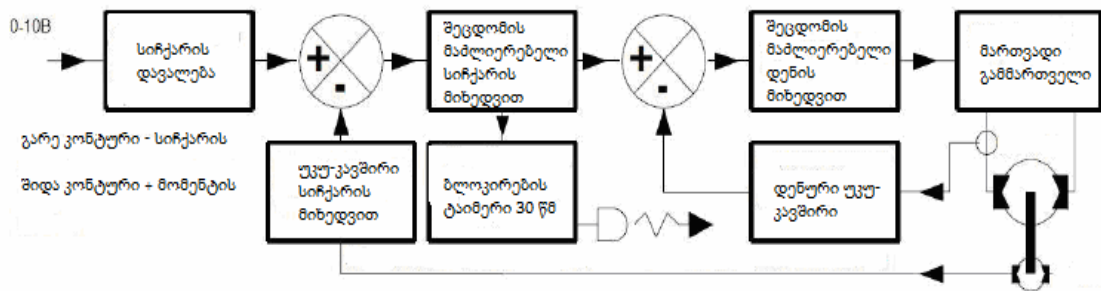 0-10В
სიჩქარის
დავალება
+
-
შეცდომის
მაძლიერებელი
სიჩქარის
მიხედვით
+
-
შეცდომის
მაძლიერებელი
დენის
მიხედვით
მართვადი
გამმართველი
გარე კონტური - სიჩქარის
შიდა კონტური + მომენტის
უკუ-კავშირი
სიჩქარის
მიხედვით
ბლოკირების
ტაიმერი 30 წმ
დენური უკუ-
კავშირი